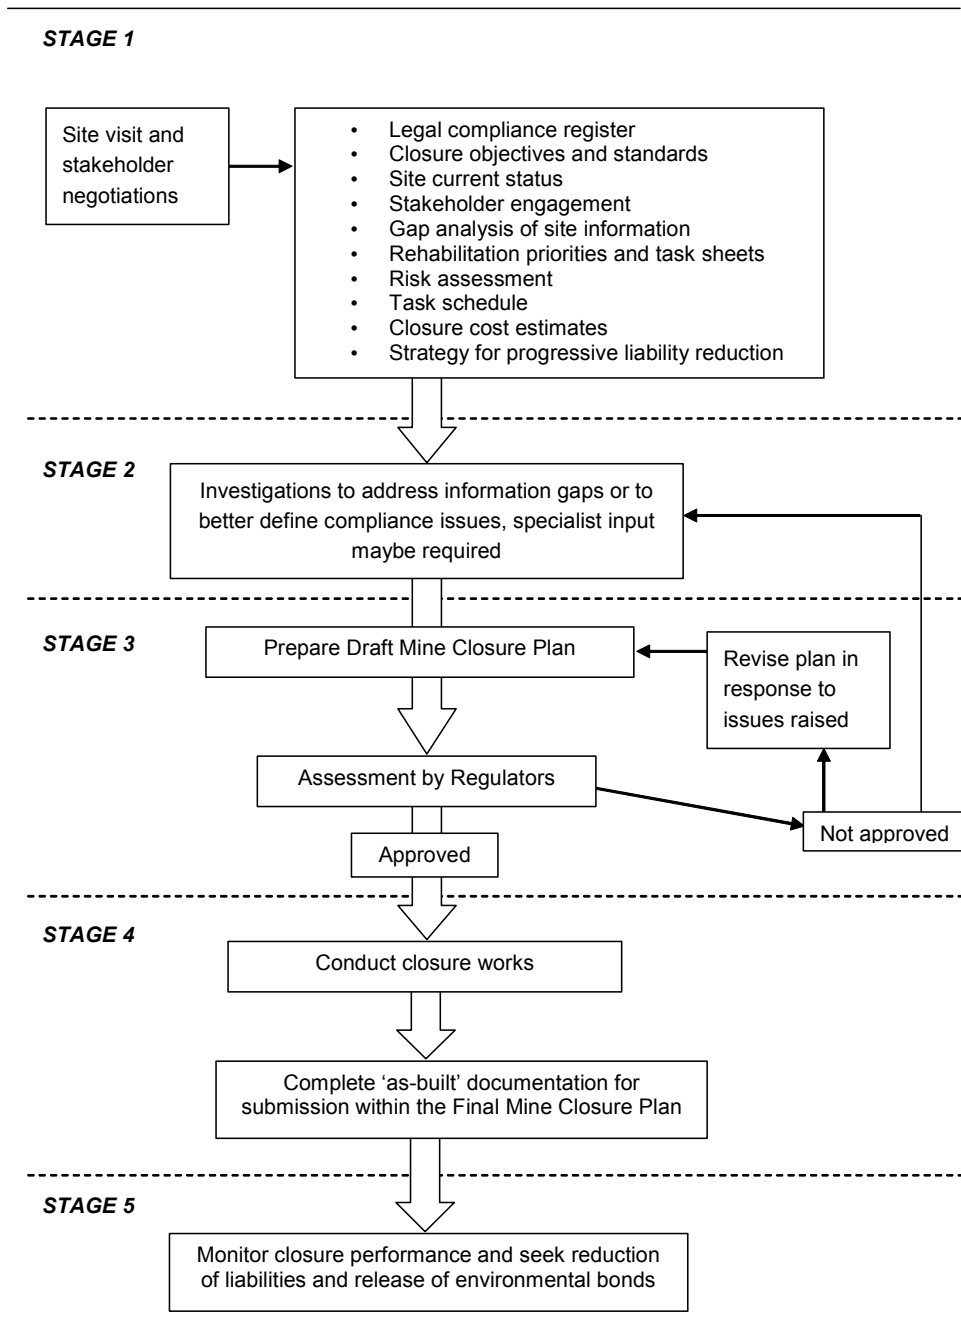 STAGE 1
Site visit and
stakeholder
negotiations
• Legal compliance register
• Closure objectives and standards
• Site current status
• Stakeholder engagement
• Gap analysis of site information
• Rehabilitation priorities and task sheets
• Risk assessment
• Task schedule
• Closure cost estimates
• Strategy for progressive liability reduction
STAGE 2
Investigations to address information gaps or to
better define compliance issues, specialist input
maybe required
STAGE 3
Prepare Draft Mine Closure Plan
Revise plan in
response to
issues raised
Assessment by Regulators
Not approved
Approved
STAGE 4
Conduct closure works
Complete ‘as-built’ documentation for
submission within the Final Mine Closure Plan
STAGE 5
Monitor closure performance and seek reduction
of liabilities and release of environmental bonds